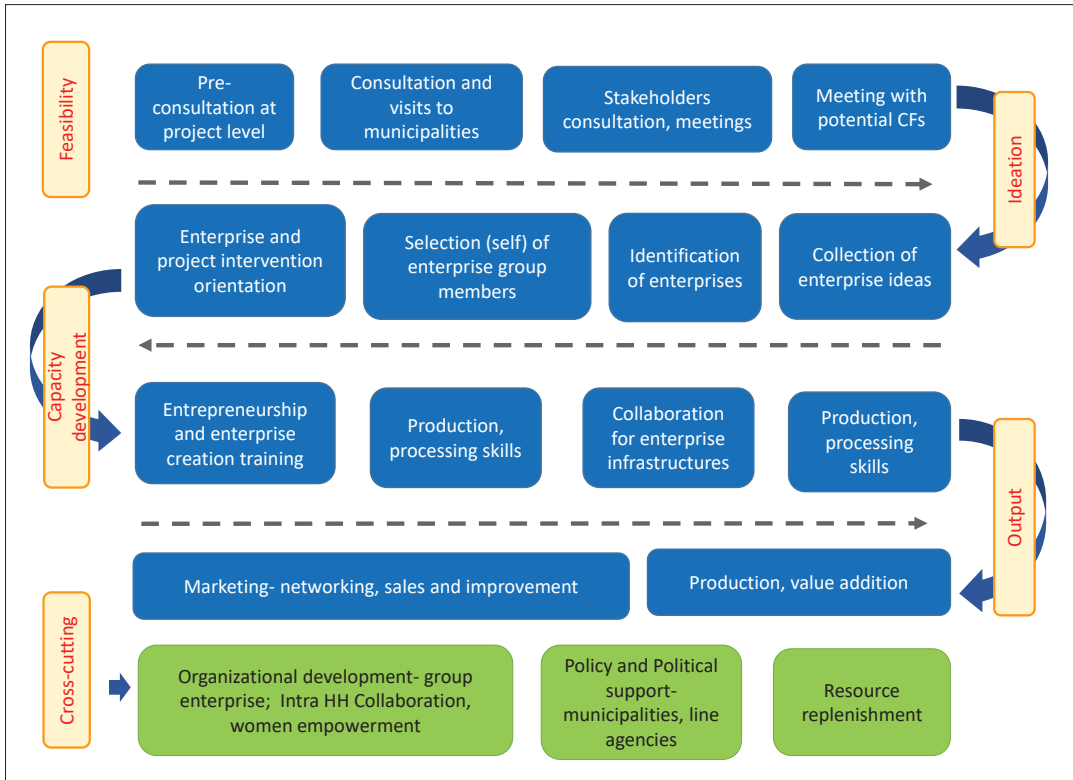 Feasibility
Pre-
consultation at
project level
Consultation and
visits to
municipalities
Stakeholders
consultation, meetings
Meeting with
potential CFs
Ideation
Enterprise and
project intervention
orientation
Selection (self) of
enterprise group
members
Identification
of enterprises
Collection of
enterprise ideas
Capacity
development
Entrepreneurship
and enterprise
creation training
Production,
processing skills
Collaboration
for enterprise
infrastructures
Production,
processing
skills
Output
Marketing- networking, sales and improvement
Production, value addition
Cross-cutting
Organizational development- group
enterprise; Intra HH Collaboration,
women empowerment
Policy and Political
support-
municipalities, line
agencies
Resource
replenishment